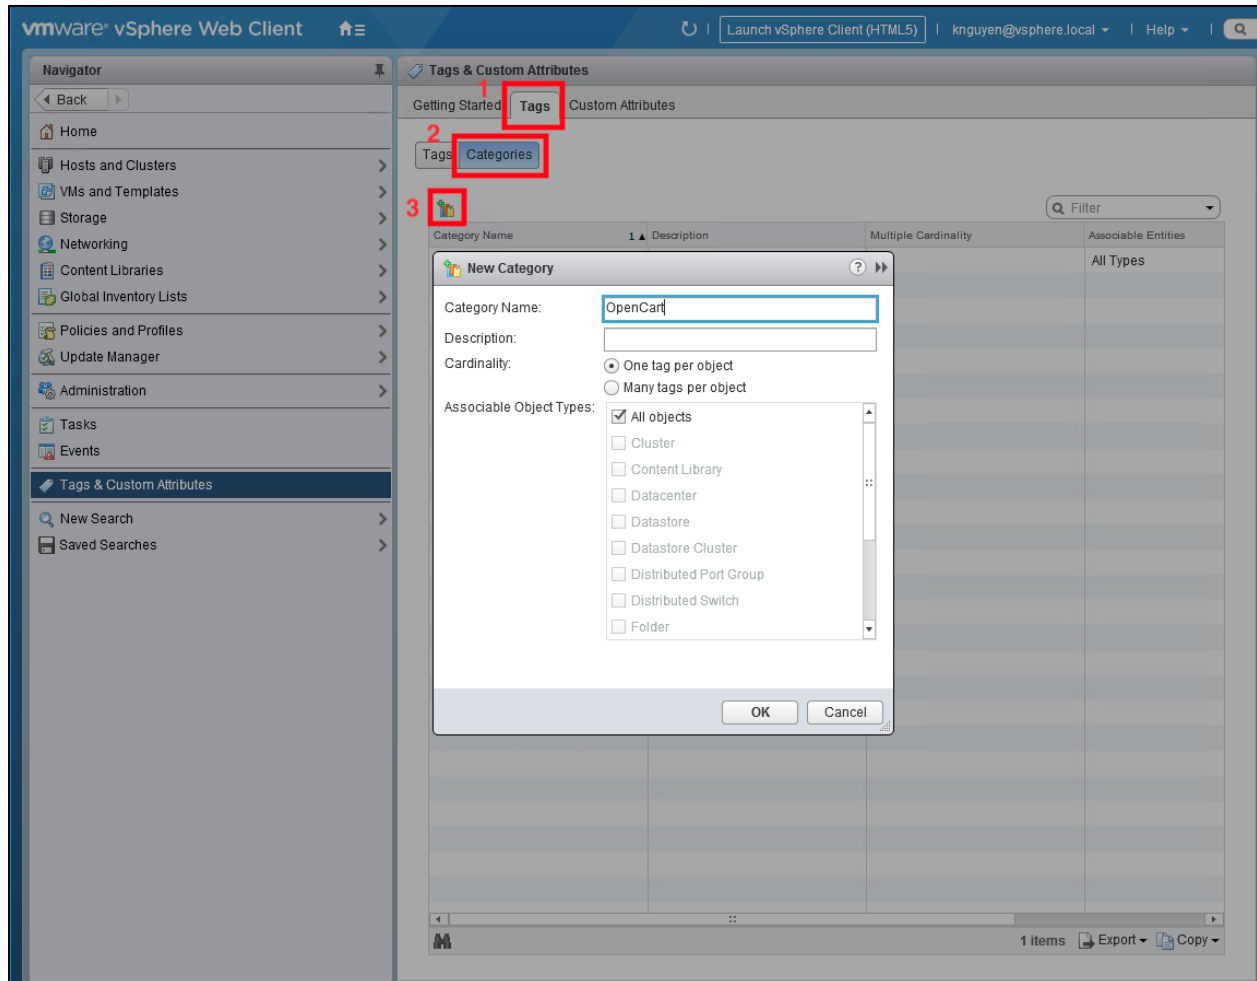 vmware® vSphere Web Client
Launch vSphere Client (HTML5)
knguyen@vsphere.local
Help
Navigator
Tags & Custom Attributes
Back
1
Getting Started
Tags
Custom Attributes
Home
2
Tags
Categories
Hosts and Clusters
VMs and Templates
3
Filter
Storage
Category Name
1
Description
Multiple Cardinality
Associable Entities
Networking
All Types
Content Libraries
Global Inventory Lists
Policies and Profiles
Update Manager
Administration
Tasks
Events
Tags & Custom Attributes
New Search
Saved Searches
New Category
?
Category Name:
OpenCart
Description:
Cardinality:
One tag per object
Many tags per object
Associable Object Types:
All objects
Cluster
Content Library
Datacenter
Datastore
Datastore Cluster
Distributed Port Group
Distributed Switch
Folder
OK
Cancel
1 items
Export
Copy